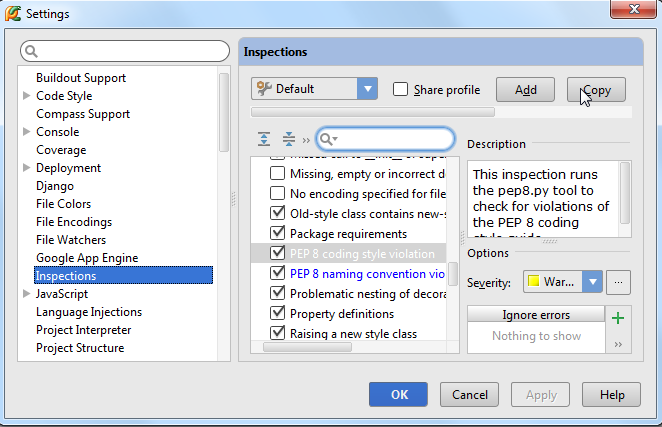 Settings
Buildout Support
Code Style
Compass Support
Console
Coverage
Deployment
Django
File Colors
File Encodings
File Watchers
Google App Engine
Inspections
JavaScript
Language Injections
Project Interpreter
Project Structure
Inspections
Default
Share profile
Add
Copy
»
Missing, empty or incorrect d
No encoding specified for file
Old-style class contains new-s
Package requirements
PEP 8 coding style violation
PEP 8 naming convention vio
Problematic nesting of decora
Property definitions
Raising a new style class
Description
This inspection runs
the pep8.py tool to
check for violations of
the PEP 8 coding
style guide
Options
Severity:
War...
...
Ignore errors
Nothing to show
+
»
OK
Cancel
Apply
Help